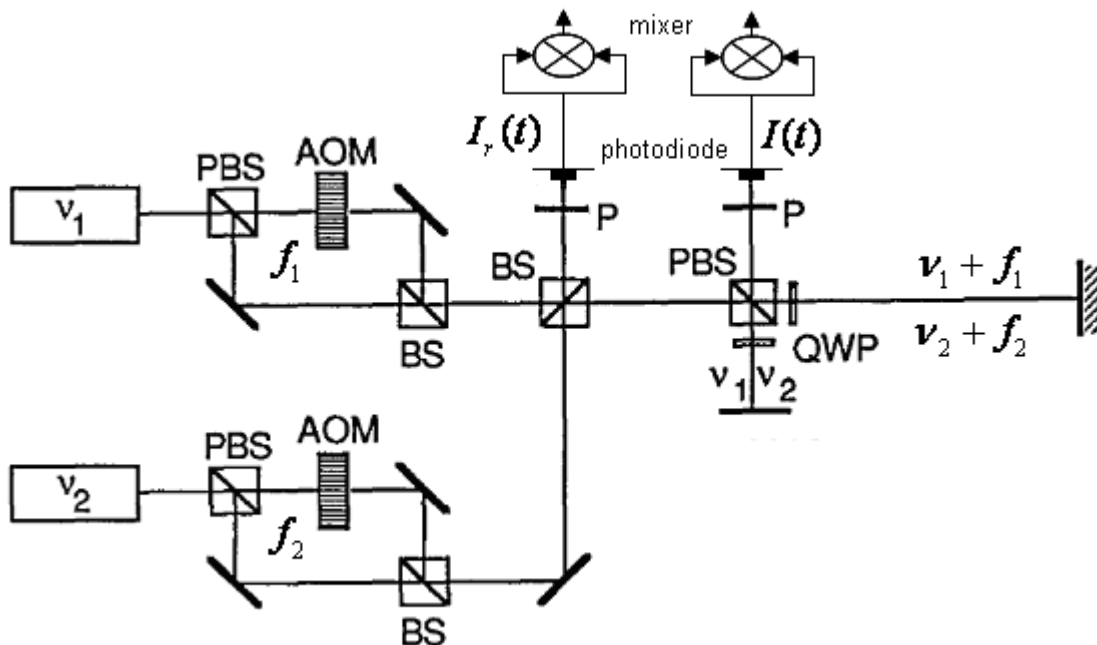 mixer
I_r(t)
photodiode
I(t)
PBS
AOM
ν₁
f₁
P
P
BS
PBS
ν₁ + f₁
BS
QWP
ν₂ + f₂
ν₁ ν₂
PBS
AOM
ν₂
f₂
BS